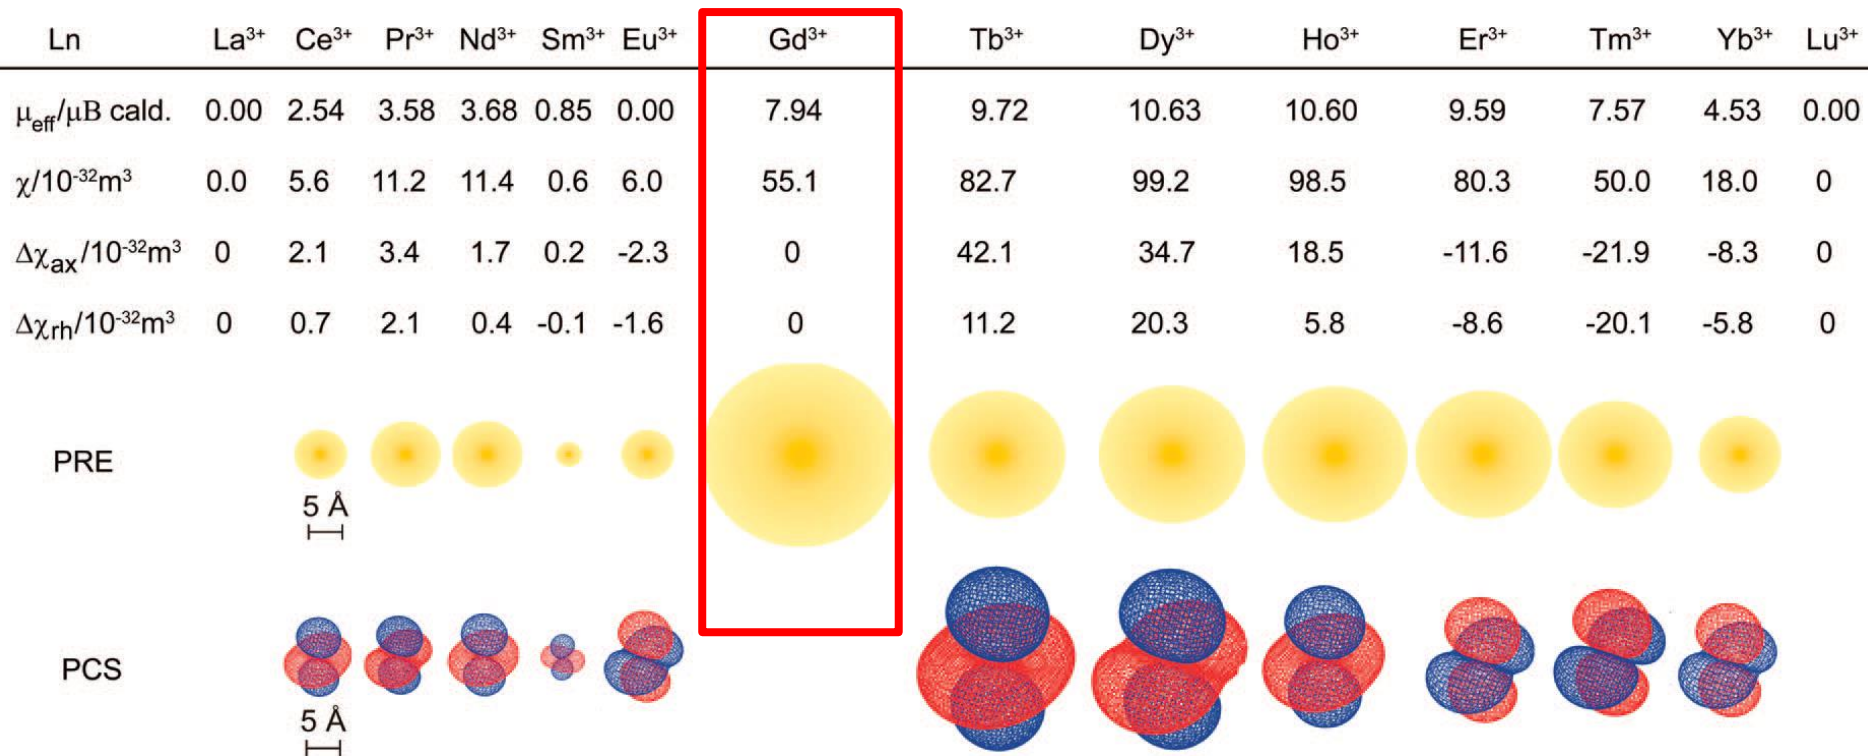 Ln La³⁺ Ce³⁺ Pr³⁺ Nd³⁺ Sm³⁺ Eu³⁺ Gd³⁺ Tb³⁺ Dy³⁺ Ho³⁺ Er³⁺ Tm³⁺ Yb³⁺ Lu³⁺
μeff/μB cald. 0.00 2.54 3.58 3.68 0.85 0.00 7.94 9.72 10.63 10.60 9.59 7.57 4.53 0.00
χ/10⁻³²m³ 0.0 5.6 11.2 11.4 0.6 6.0 55.1 82.7 99.2 98.5 80.3 50.0 18.0 0
Δχax/10⁻³²m³ 0 2.1 3.4 1.7 0.2 -2.3 0 42.1 34.7 18.5 -11.6 -21.9 -8.3 0
Δχrh/10⁻³²m³ 0 0.7 2.1 0.4 -0.1 -1.6 0 11.2 20.3 5.8 -8.6 -20.1 -5.8 0
PRE
5 Å
PCS
5 Å